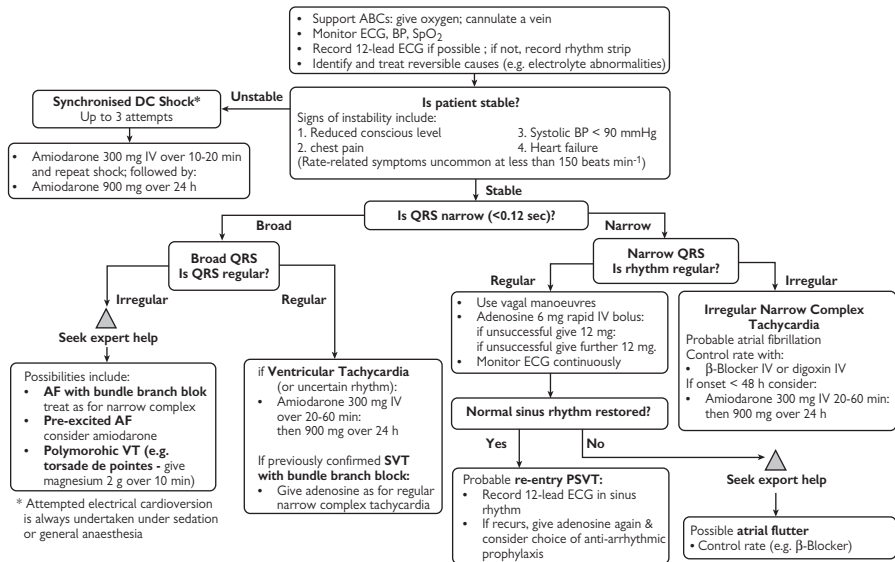 • Support ABCs: give oxygen; cannulate a vein
• Monitor ECG, BP, SpO2
• Record 12-lead ECG if possible ; if not, record rhythm strip
• Identify and treat reversible causes (e.g. electrolyte abnormalities)
Synchronised DC Shock*
Up to 3 attempts
Unstable
Is patient stable?
Signs of instability include:
1. Reduced conscious level
3. Systolic BP < 90 mmHg
2. chest pain
4. Heart failure
(Rate-related symptoms uncommon at less than 150 beats min-1)
• Amiodarone 300 mg IV over 10-20 min
and repeat shock; followed by:
• Amiodarone 900 mg over 24 h
Stable
Is QRS narrow (<0.12 sec)?
Broad
Narrow
Broad QRS
Is QRS regular?
Narrow QRS
Is rhythm regular?
Irregular
Regular
Regular
Irregular
Seek expert help
• Use vagal manoeuvres
• Adenosine 6 mg rapid IV bolus:
if unsuccessful give 12 mg:
if unsuccessful give further 12 mg.
• Monitor ECG continuously
Irregular Narrow Complex
Tachycardia
Probable atrial fibrillation
Control rate with:
• β-Blocker IV or digoxin IV
If onset < 48 h consider:
• Amiodarone 300 mg IV 20-60 min:
then 900 mg over 24 h
Possibilities include:
• AF with bundle branch blok
treat as for narrow complex
• Pre-excited AF
consider amiodarone
• Polymorohic VT (e.g.
torsade de pointes - give
magnesium 2 g over 10 min)
if Ventricular Tachycardia
(or uncertain rhythm):
• Amiodarone 300 mg IV
over 20-60 min:
then 900 mg over 24 h
If previously confirmed SVT
with bundle branch block:
• Give adenosine as for regular
narrow complex tachycardia
Normal sinus rhythm restored?
Yes
No
Seek export help
Probable re-entry PSVT:
• Record 12-lead ECG in sinus
rhythm
• If recurs, give adenosine again &
consider choice of anti-arrhythmic
prophylaxis
Possible atrial flutter
• Control rate (e.g. β-Blocker)
* Attempted electrical cardioversion
is always undertaken under sedation
or general anaesthesia